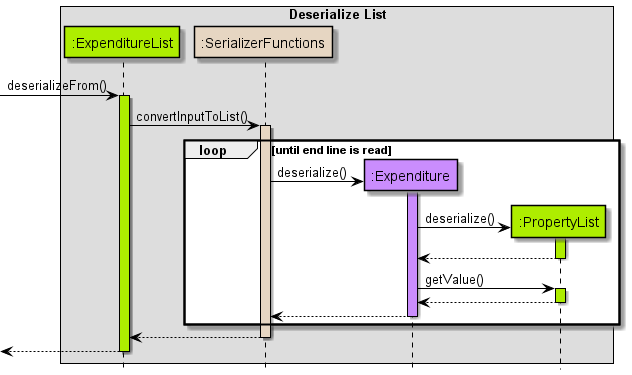 Deserialize List
:ExpenditureList
:SerializerFunctions
deserializeFrom()
convertInputToList()
loop
[until end line is read]
deserialize()
:Expenditure
deserialize()
:PropertyList
getValue()